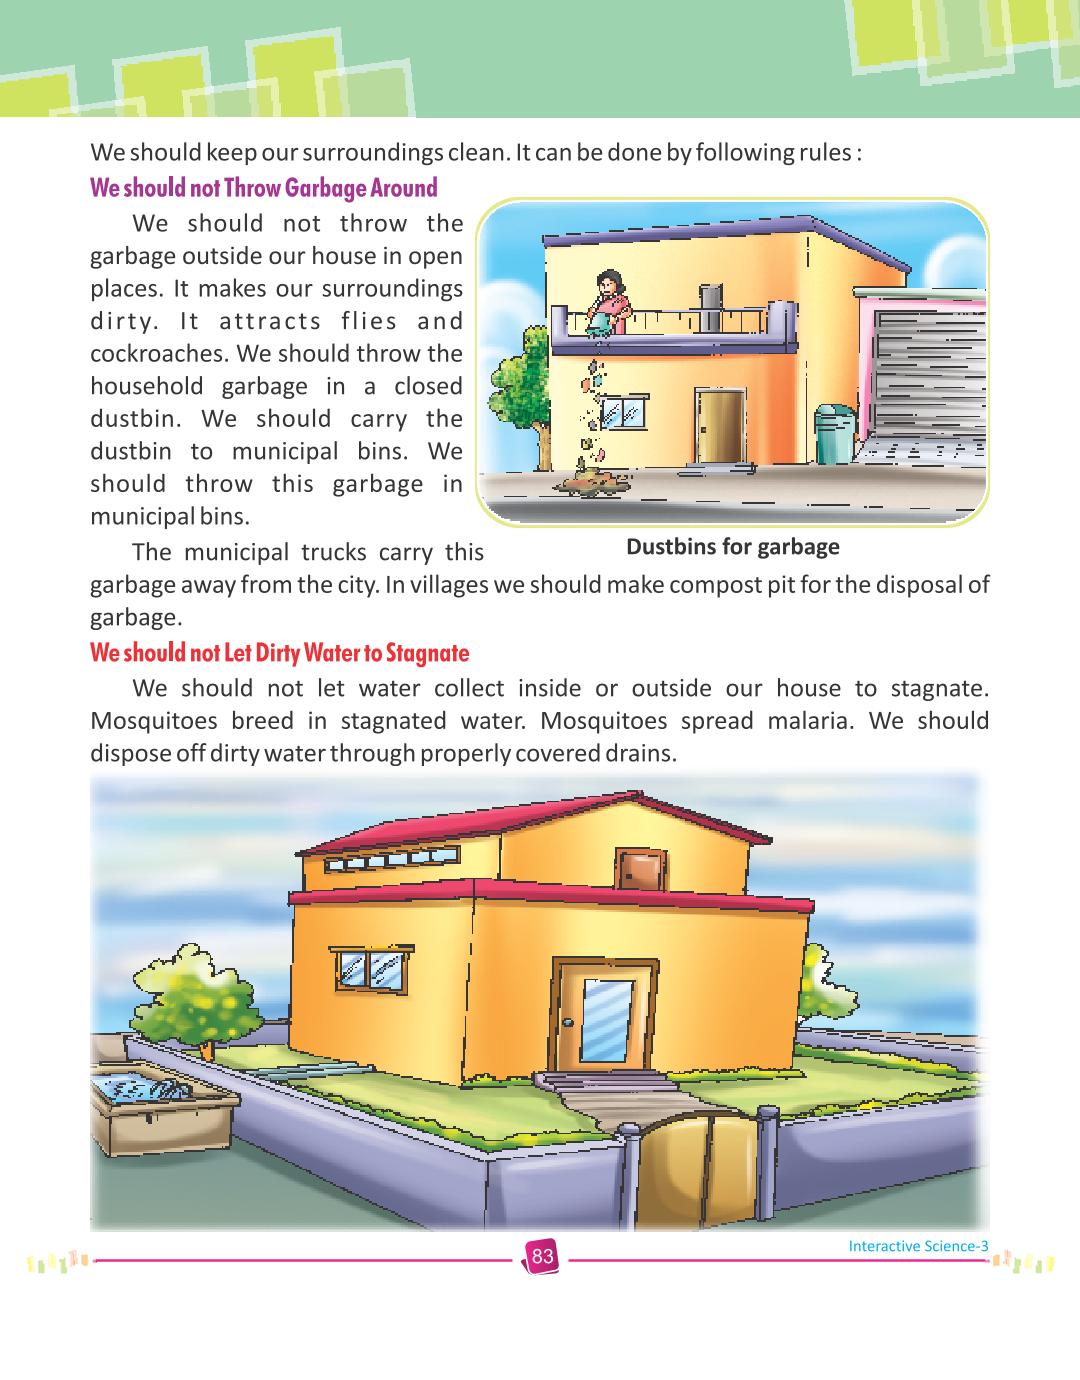 We should keep our surroundings clean. It can be done by following rules :
We should not Throw Garbage Around
We should not throw the
garbage outside our house in open
places. It makes our surroundings
dirty. It attracts flies and
cockroaches. We should throw the
household garbage in a closed
dustbin. We should carry the
dustbin to municipal bins. We
should throw this garbage in
municipal bins.
Dustbins for garbage
The municipal trucks carry this
garbage away from the city. In villages we should make compost pit for the disposal of
garbage.
We should not Let Dirty Water to Stagnate
We should not let water collect inside or outside our house to stagnate.
Mosquitoes breed in stagnated water. Mosquitoes spread malaria. We should
dispose off dirty water through properly covered drains.
Interactive Science-3
83